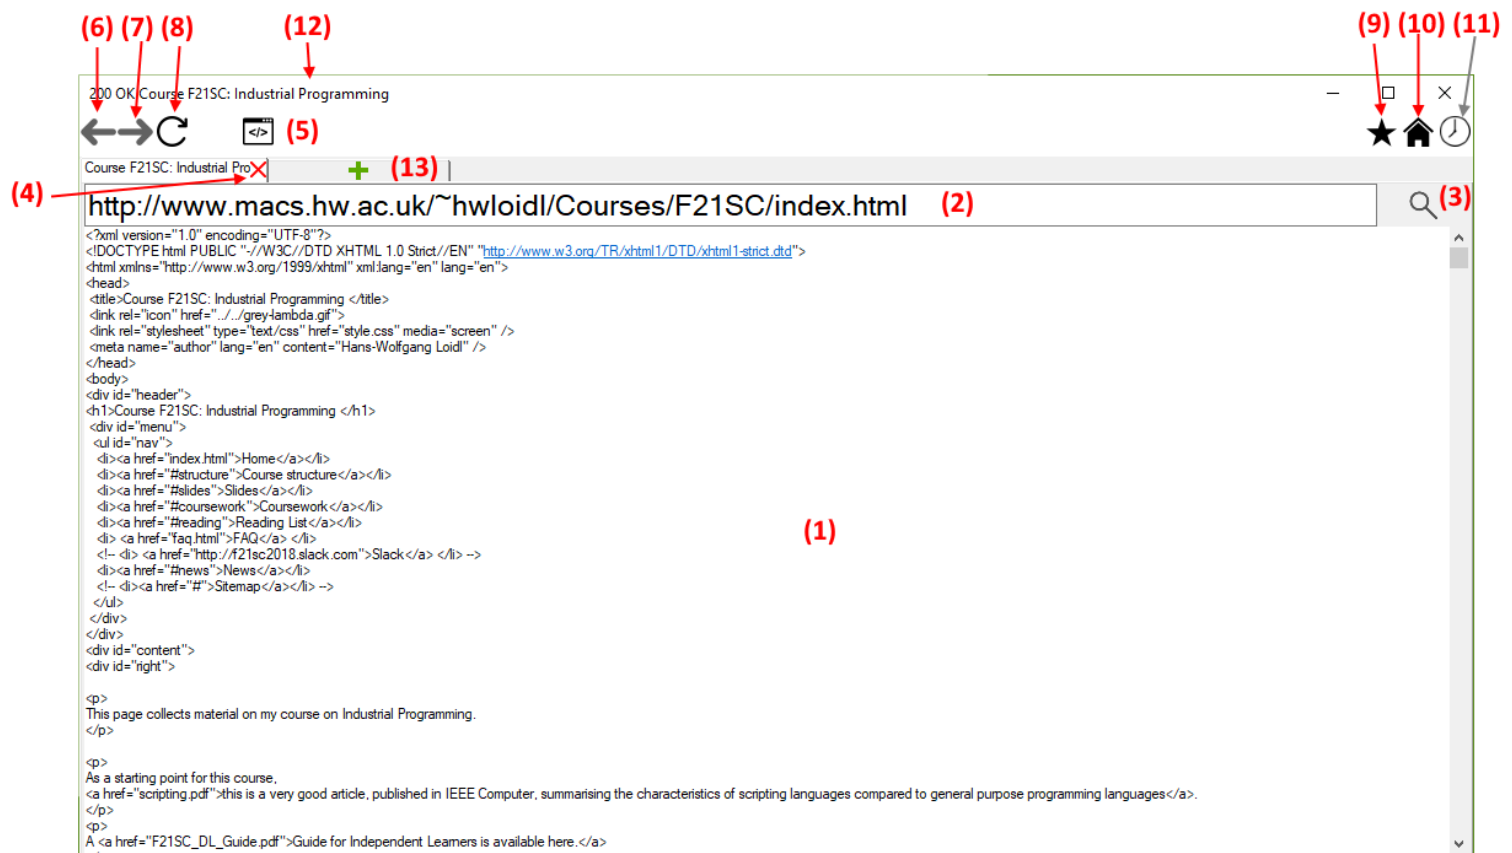 (6) (7) (8) (12) (9) (10) (11)
200 OK Course F21SC: Industrial Programming
</> (5)
Course F21SC: Industrial Pro (13)
(4)
http://www.macs.hw.ac.uk/~hwloidl/Courses/F21SC/index.html (2) (3)
<?xml version="1.0" encoding="UTF-8"?>
<!DOCTYPE html PUBLIC "-//W3C//DTD XHTML 1.0 Strict//EN" "http://www.w3.org/TR/xhtml1/DTD/xhtml1-strict.dtd">
<html xmlns="http://www.w3.org/1999/xhtml" xml:lang="en" lang="en">
<head>
<title>Course F21SC: Industrial Programming </title>
<link rel="icon" href="../../grey-lambda.gif">
<link rel="stylesheet" type="text/css" href="style.css" media="screen" />
<meta name="author" lang="en" content="Hans-Wolfgang Loidl" />
</head>
<body>
<div id="header">
<h1>Course F21SC: Industrial Programming </h1>
<div id="menu">
<ul id="nav">
<li><a href="index.html">Home</a></li>
<li><a href="#structure">Course structure</a></li>
<li><a href="#slides">Slides</a></li>
<li><a href="#coursework">Coursework</a></li>
<li><a href="#reading">Reading List</a></li>
<li> <a href="faq.html">FAQ</a> </li>
<!-- <li> <a href="http://f21sc2018.slack.com">Slack</a> </li> -->
<li><a href="#news">News</a></li>
<!-- <li><a href="#">Sitemap</a></li> -->
</ul>
</div>
</div>
<div id="content">
<div id="right">
(1)
<p>
This page collects material on my course on Industrial Programming.
</p>
<p>
As a starting point for this course,
<a href="scripting.pdf">this is a very good article, published in IEEE Computer, summarising the characteristics of scripting languages compared to general purpose programming languages</a>.
</p>
<p>
A <a href="F21SC_DL_Guide.pdf">Guide for Independent Learners is available here.</a>